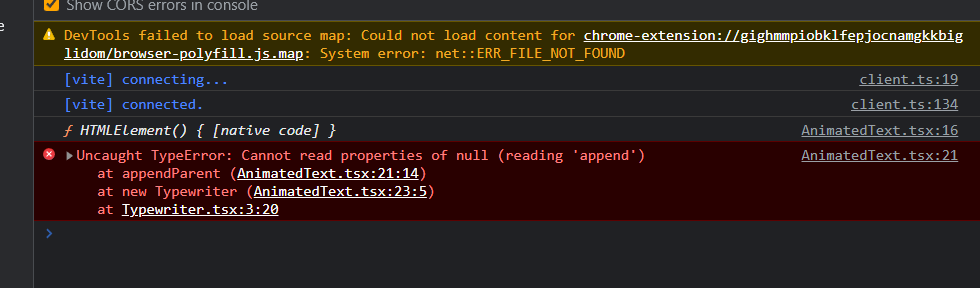 e
Show CORS errors in console
DevTools failed to load source map: Could not load content for chrome-extension://gighmmpiobklfepjocnamgkkbig
lidom/browser-polyfill.js.map: System error: net::ERR_FILE_NOT_FOUND
[vite] connecting... client.ts:19
[vite] connected. client.ts:134
ƒ HTMLElement() { [native code] } AnimatedText.tsx:16
Uncaught TypeError: Cannot read properties of null (reading 'append') AnimatedText.tsx:21
at appendParent (AnimatedText.tsx:21:14)
at new Typewriter (AnimatedText.tsx:23:5)
at Typewriter.tsx:3:20